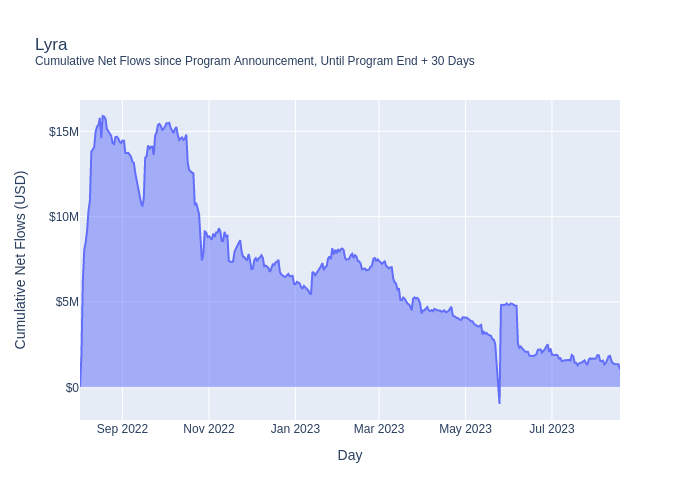 Lyra
Cumulative Net Flows since Program Announcement, Until Program End + 30 Days
Cumulative Net Flows (USD)
$15M
$10M
$5M
$0
Sep 2022 Nov 2022 Jan 2023 Mar 2023 May 2023 Jul 2023
Day